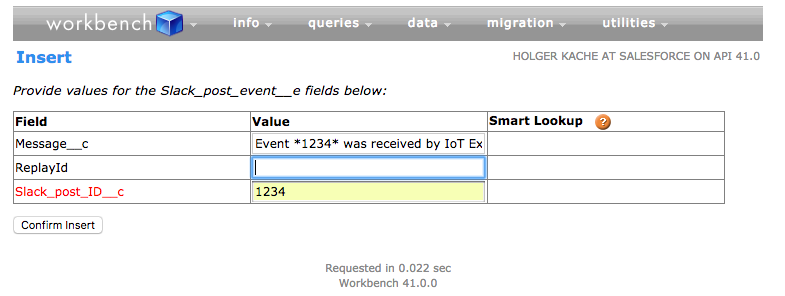 workbench info queries data migration utilities
Insert HOLGER KACHE AT SALESFORCE ON API 41.0
Provide values for the Slack_post_event__e fields below:
Field Value Smart Lookup ?
Message__c Event *1234* was received by IoT Ex
ReplayId
Slack_post_ID__c 1234
Confirm Insert
Requested in 0.022 sec
Workbench 41.0.0